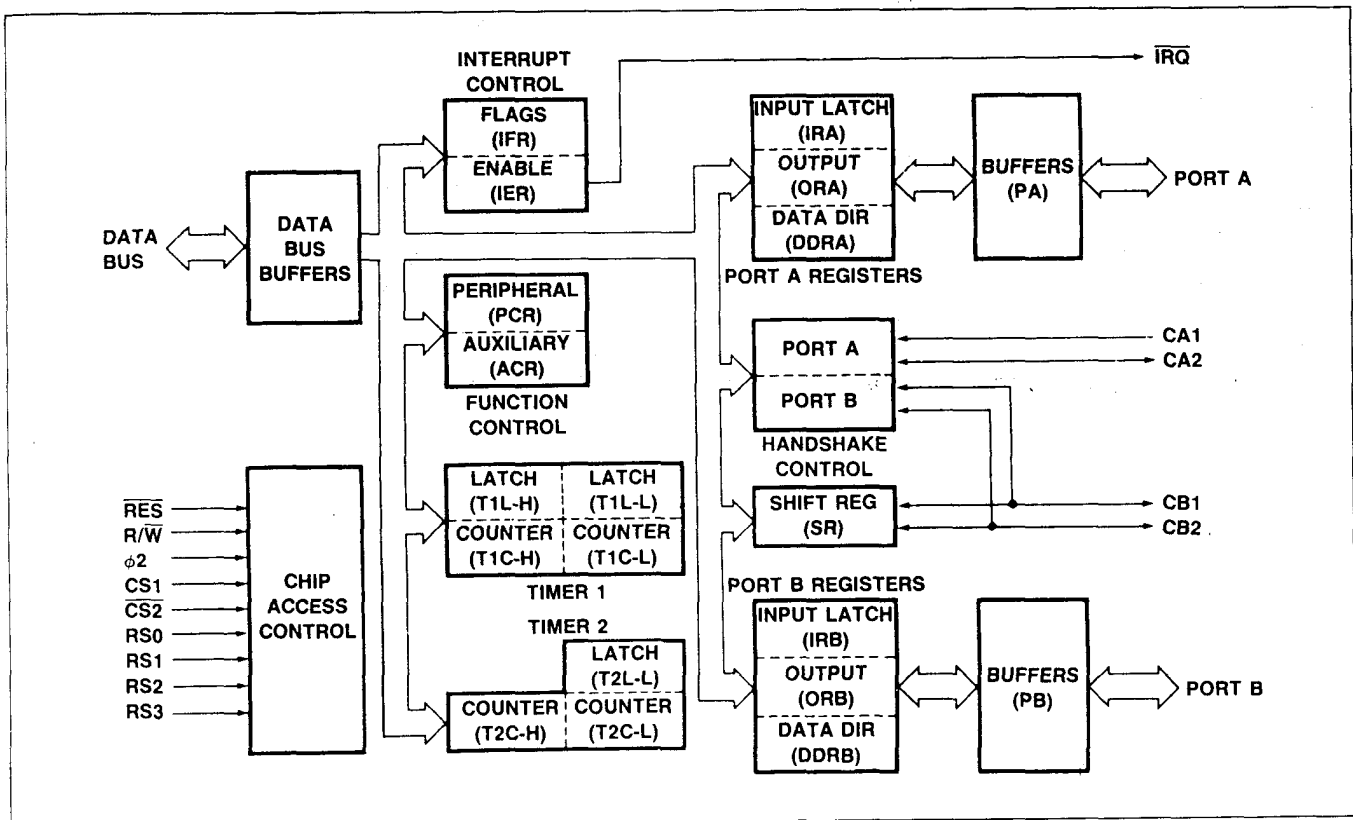 INTERRUPT
CONTROL
FLAGS
(IFR)
ENABLE
(IER)
I̅R̅Q̅
INPUT LATCH
(IRA)
OUTPUT
(ORA)
DATA DIR
(DDRA)
PORT A REGISTERS
BUFFERS
(PA)
PORT A
DATA
BUS
DATA
BUS
BUFFERS
PERIPHERAL
(PCR)
AUXILIARY
(ACR)
FUNCTION
CONTROL
PORT A
PORT B
HANDSHAKE
CONTROL
CA1
CA2
LATCH
(T1L-H)
LATCH
(T1L-L)
COUNTER
(T1C-H)
COUNTER
(T1C-L)
TIMER 1
SHIFT REG
(SR)
CB1
CB2
R̅E̅S̅
R/W̅
ϕ2
CS1
C̅S̅2̅
RS0
RS1
RS2
RS3
CHIP
ACCESS
CONTROL
TIMER 2
LATCH
(T2L-L)
COUNTER
(T2C-H)
COUNTER
(T2C-L)
PORT B REGISTERS
INPUT LATCH
(IRB)
OUTPUT
(ORB)
DATA DIR
(DDRB)
BUFFERS
(PB)
PORT B